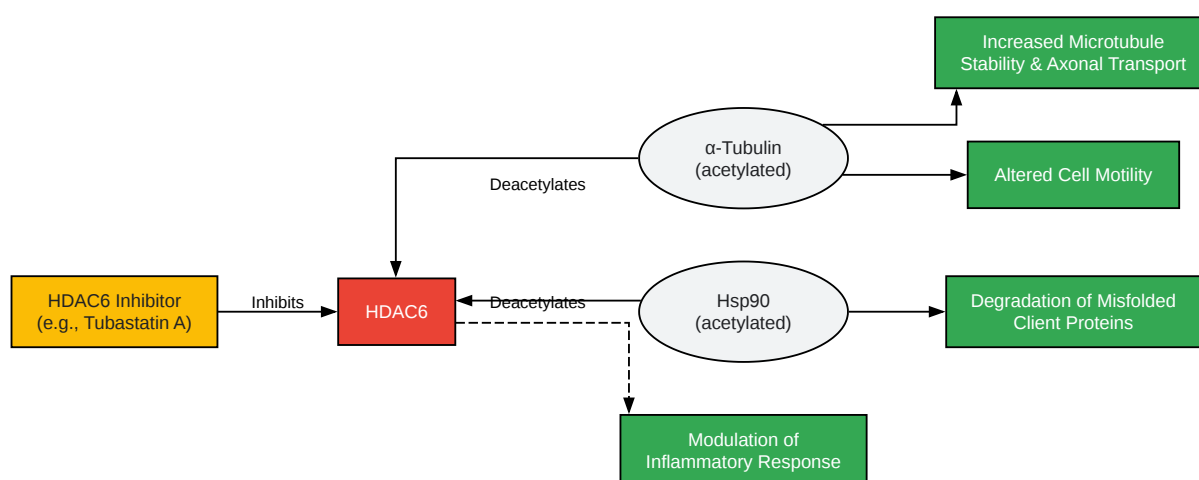 Increased Microtubule
Stability & Axonal Transport
α-Tubulin
(acetylated)
Deacetylates
Altered Cell Motility
HDAC6 Inhibitor
(e.g., Tubastatin A)
Inhibits
HDAC6
Deacetylates
Hsp90
(acetylated)
Degradation of Misfolded
Client Proteins
Modulation of
Inflammatory Response